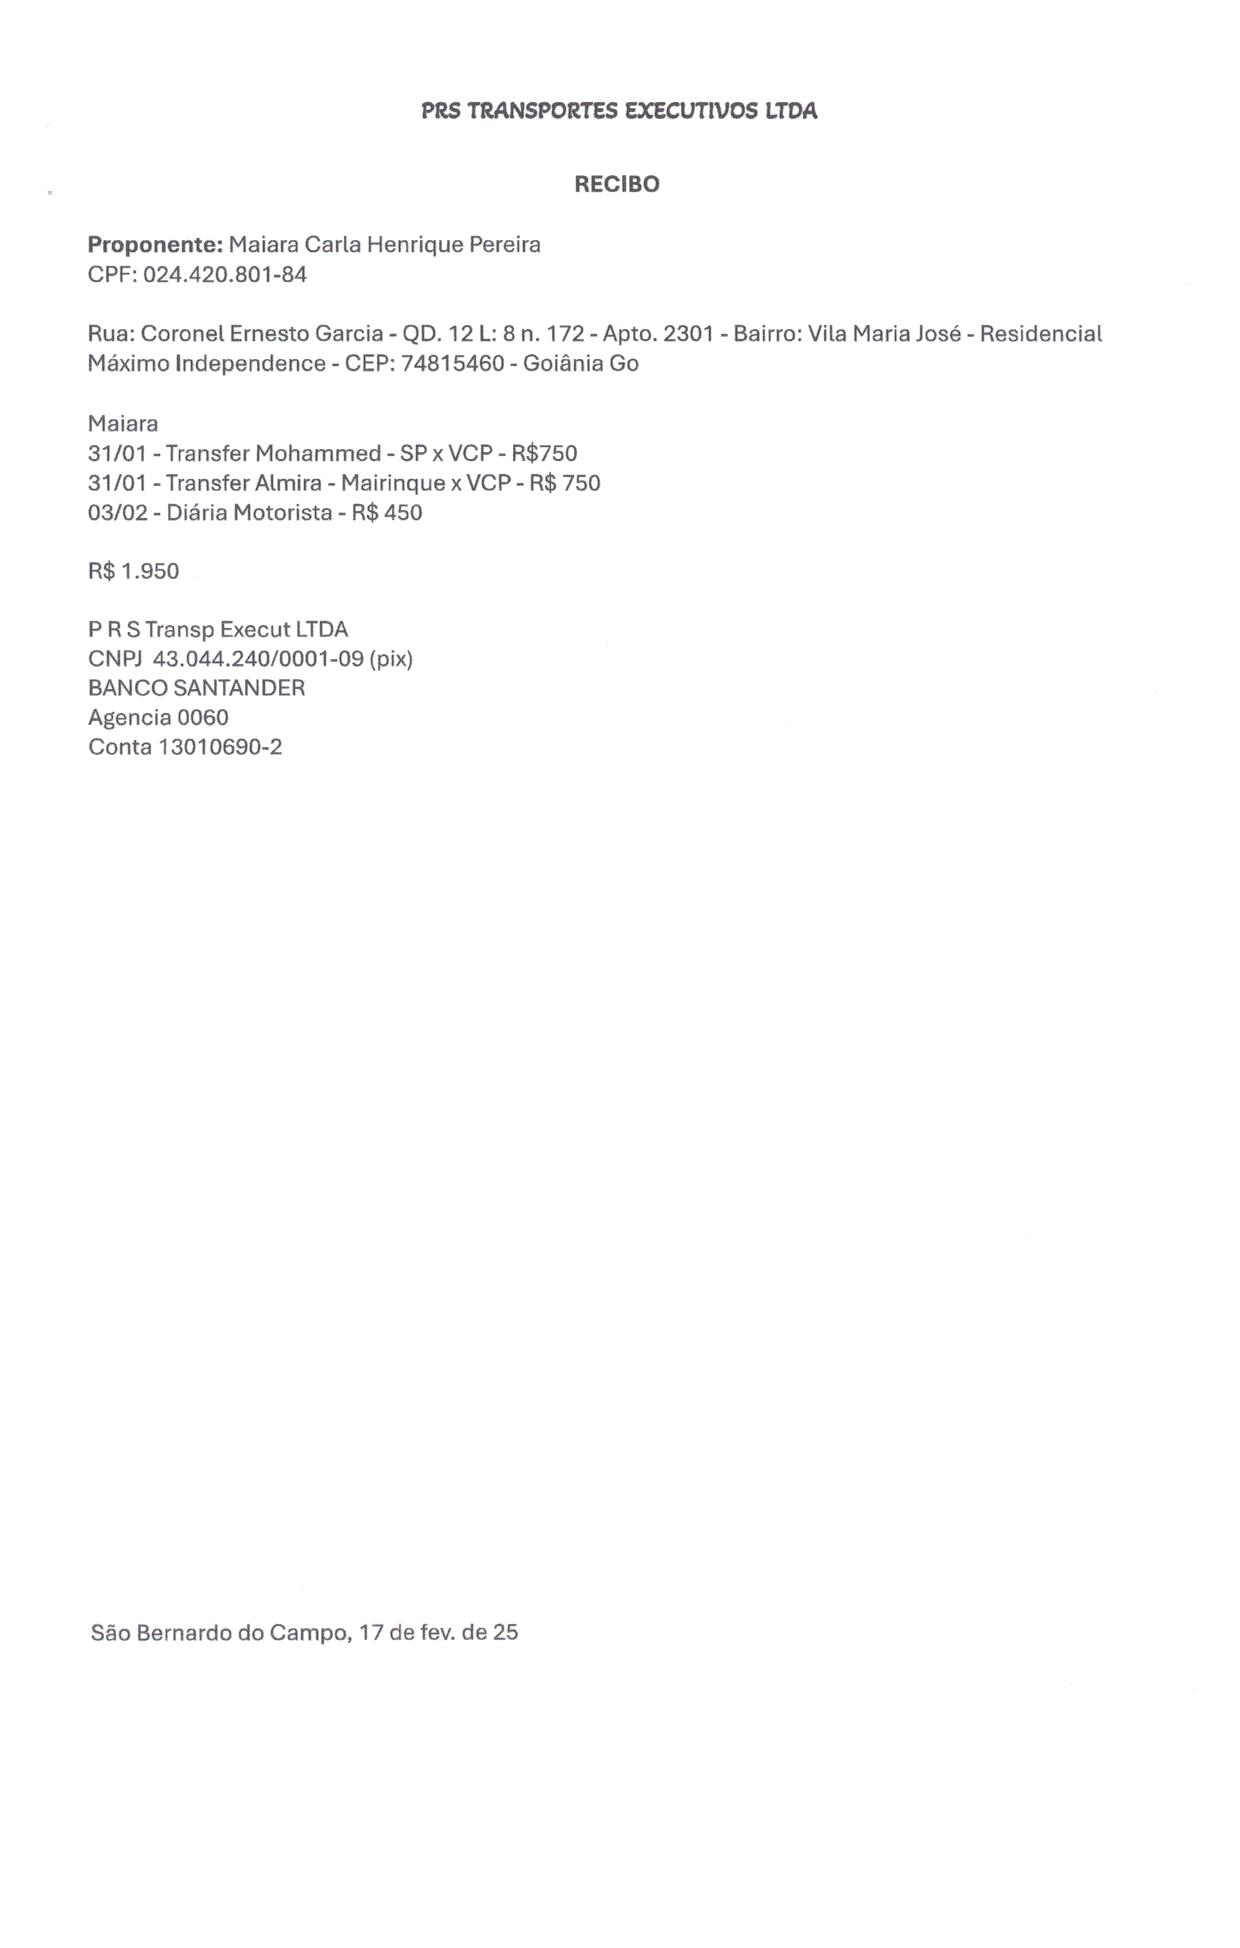 PRS TRANSPORTES EXECUTIVOS LTDA
RECIBO
Proponente: Maiara Carla Henrique Pereira
CPF: 024.420.801-84
Rua: Coronel Ernesto Garcia - QD. 12 L: 8 n. 172 - Apto. 2301 - Bairro: Vila Maria José - Residencial
Máximo Independence - CEP: 74815460 - Goiânia Go
Maiara
31/01 - Transfer Mohammed - SP x VCP - R$750
31/01 - Transfer Almira - Mairinque x VCP - R$ 750
03/02 - Diária Motorista - R$ 450
R$ 1.950
P R S Transp Execut LTDA
CNPJ 43.044.240/0001-09 (pix)
BANCO SANTANDER
Agencia 0060
Conta 13010690-2
São Bernardo do Campo, 17 de fev. de 25